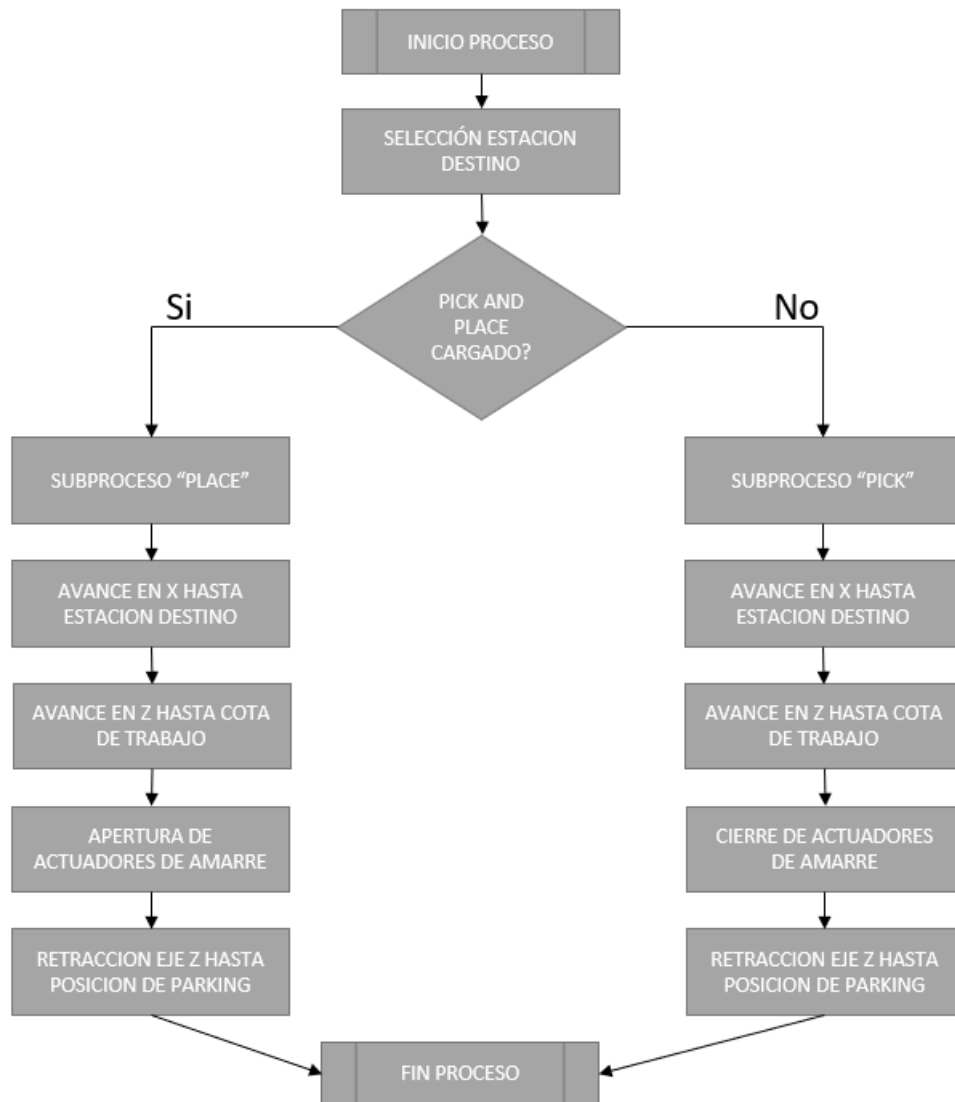 INICIO PROCESO
SELECCIÓN ESTACION
DESTINO
PICK AND
PLACE
CARGADO?
Si
No
SUBPROCESO “PLACE”
AVANCE EN X HASTA
ESTACION DESTINO
AVANCE EN Z HASTA COTA
DE TRABAJO
APERTURA DE
ACTUADORES DE AMARRE
RETRACCION EJE Z HASTA
POSICION DE PARKING
SUBPROCESO “PICK”
AVANCE EN X HASTA
ESTACION DESTINO
AVANCE EN Z HASTA COTA
DE TRABAJO
CIERRE DE ACTUADORES
DE AMARRE
RETRACCION EJE Z HASTA
POSICION DE PARKING
FIN PROCESO